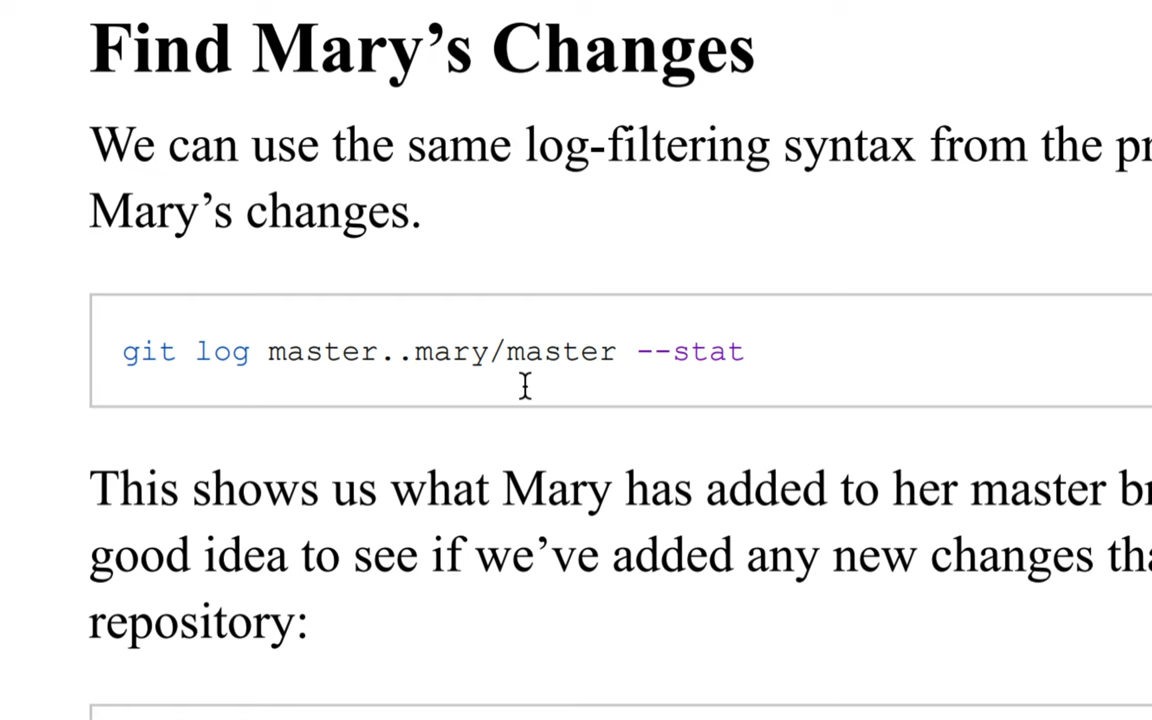 Find Mary’s Changes
We can use the same log-filtering syntax from the
Mary’s changes.
git log master..mary/master --stat
This shows us what Mary has added to her master
good idea to see if we’ve added any new changes
repository: